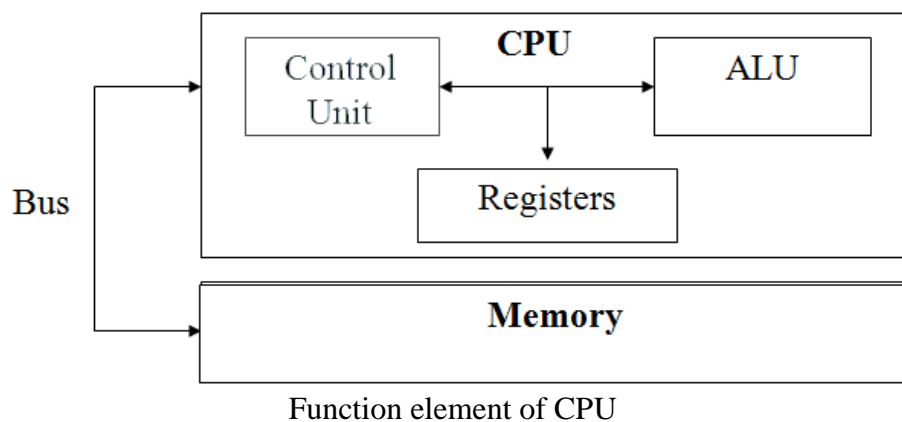 CPU
Control
Unit
ALU
Registers
Bus
Memory
Function element of CPU